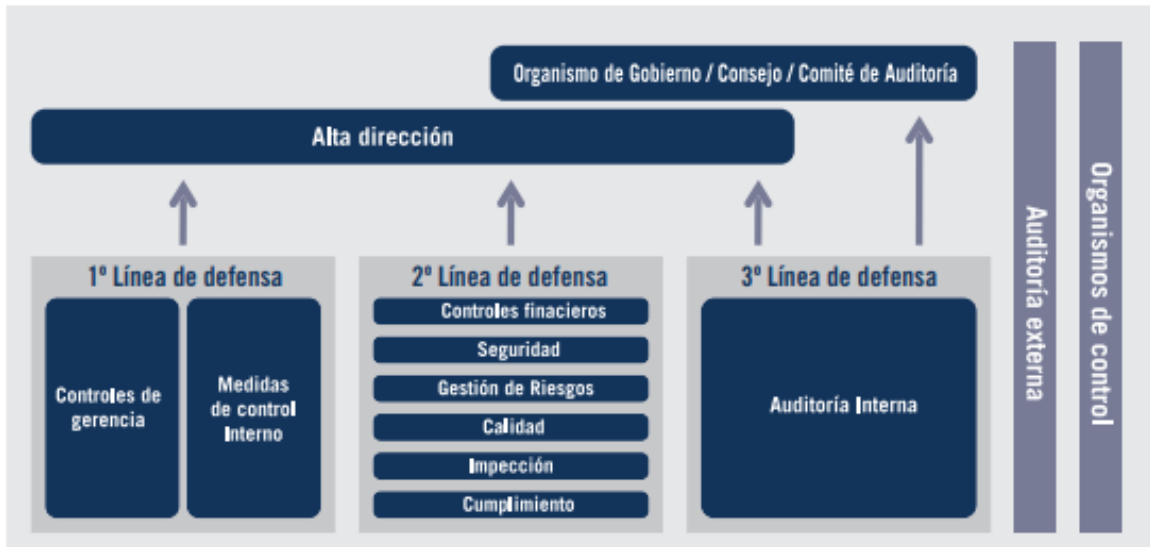 Organismo de Gobierno / Consejo / Comité de Auditoría
Alta dirección
1º Línea de defensa
Controles de
gerencia
Medidas
de control
Interno
2º Línea de defensa
Controles finacieros
Seguridad
Gestión de Riesgos
Calidad
Impección
Cumplimiento
3º Línea de defensa
Auditoría Interna
Auditoría externa
Organismos de control